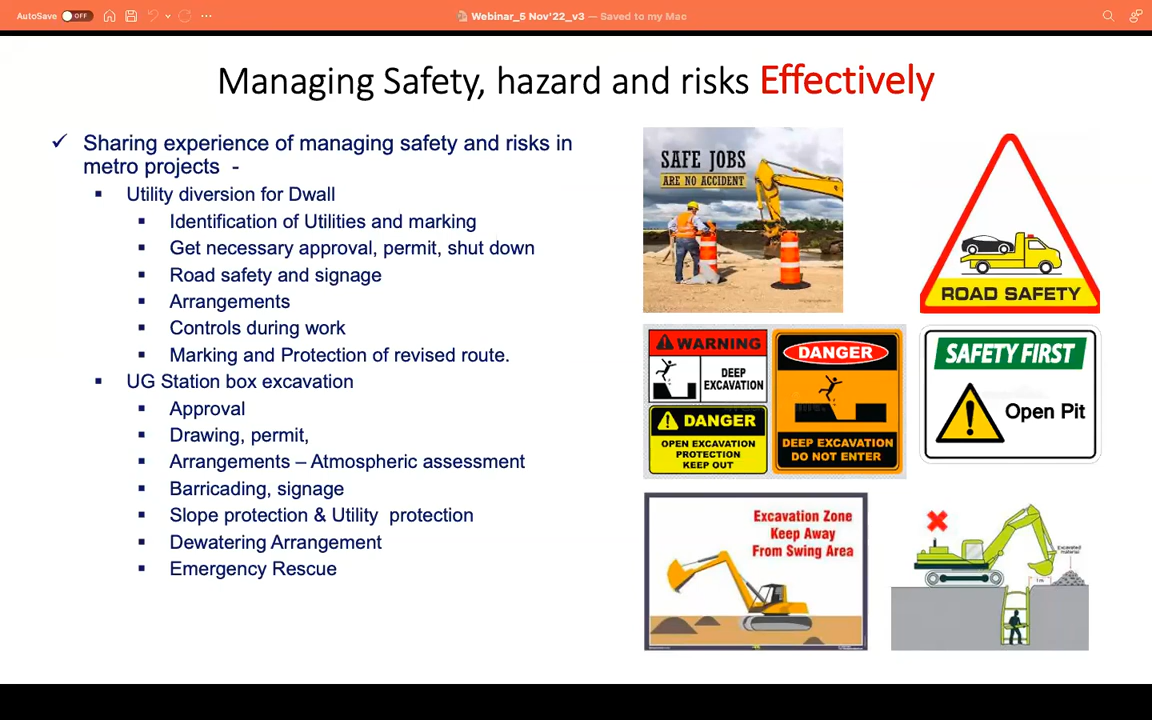 AutoSave OFF
Webinar_5 Nov'22_v3 — Saved to my Mac
Managing Safety, hazard and risks Effectively
✓ Sharing experience of managing safety and risks in
metro projects -
▪ Utility diversion for Dwall
▪ Identification of Utilities and marking
▪ Get necessary approval, permit, shut down
▪ Road safety and signage
▪ Arrangements
▪ Controls during work
▪ Marking and Protection of revised route.
▪ UG Station box excavation
▪ Approval
▪ Drawing, permit,
▪ Arrangements – Atmospheric assessment
▪ Barricading, signage
▪ Slope protection & Utility protection
▪ Dewatering Arrangement
▪ Emergency Rescue
SAFE JOBS
ARE NO ACCIDENT
ROAD SAFETY
WARNING
DEEP
EXCAVATION
DANGER
OPEN EXCAVATION
PROTECTION
KEEP OUT
DANGER
DEEP EXCAVATION
DO NOT ENTER
SAFETY FIRST
Open Pit
Excavation Zone
Keep Away
From Swing Area
Excavated
material
1m